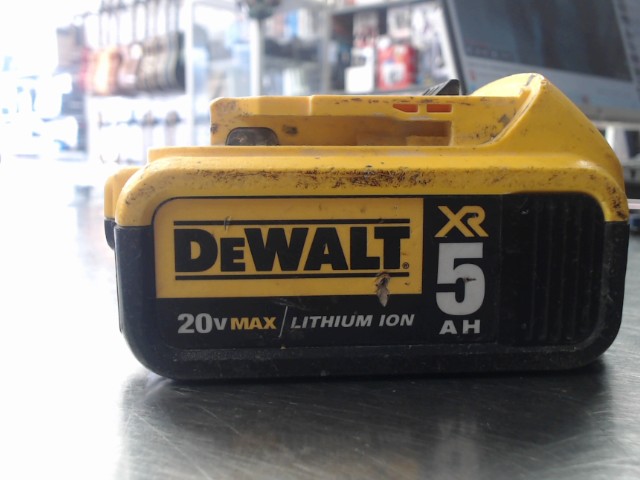 DEWALT®
20V MAX / LITHIUM ION
XR
5
AH